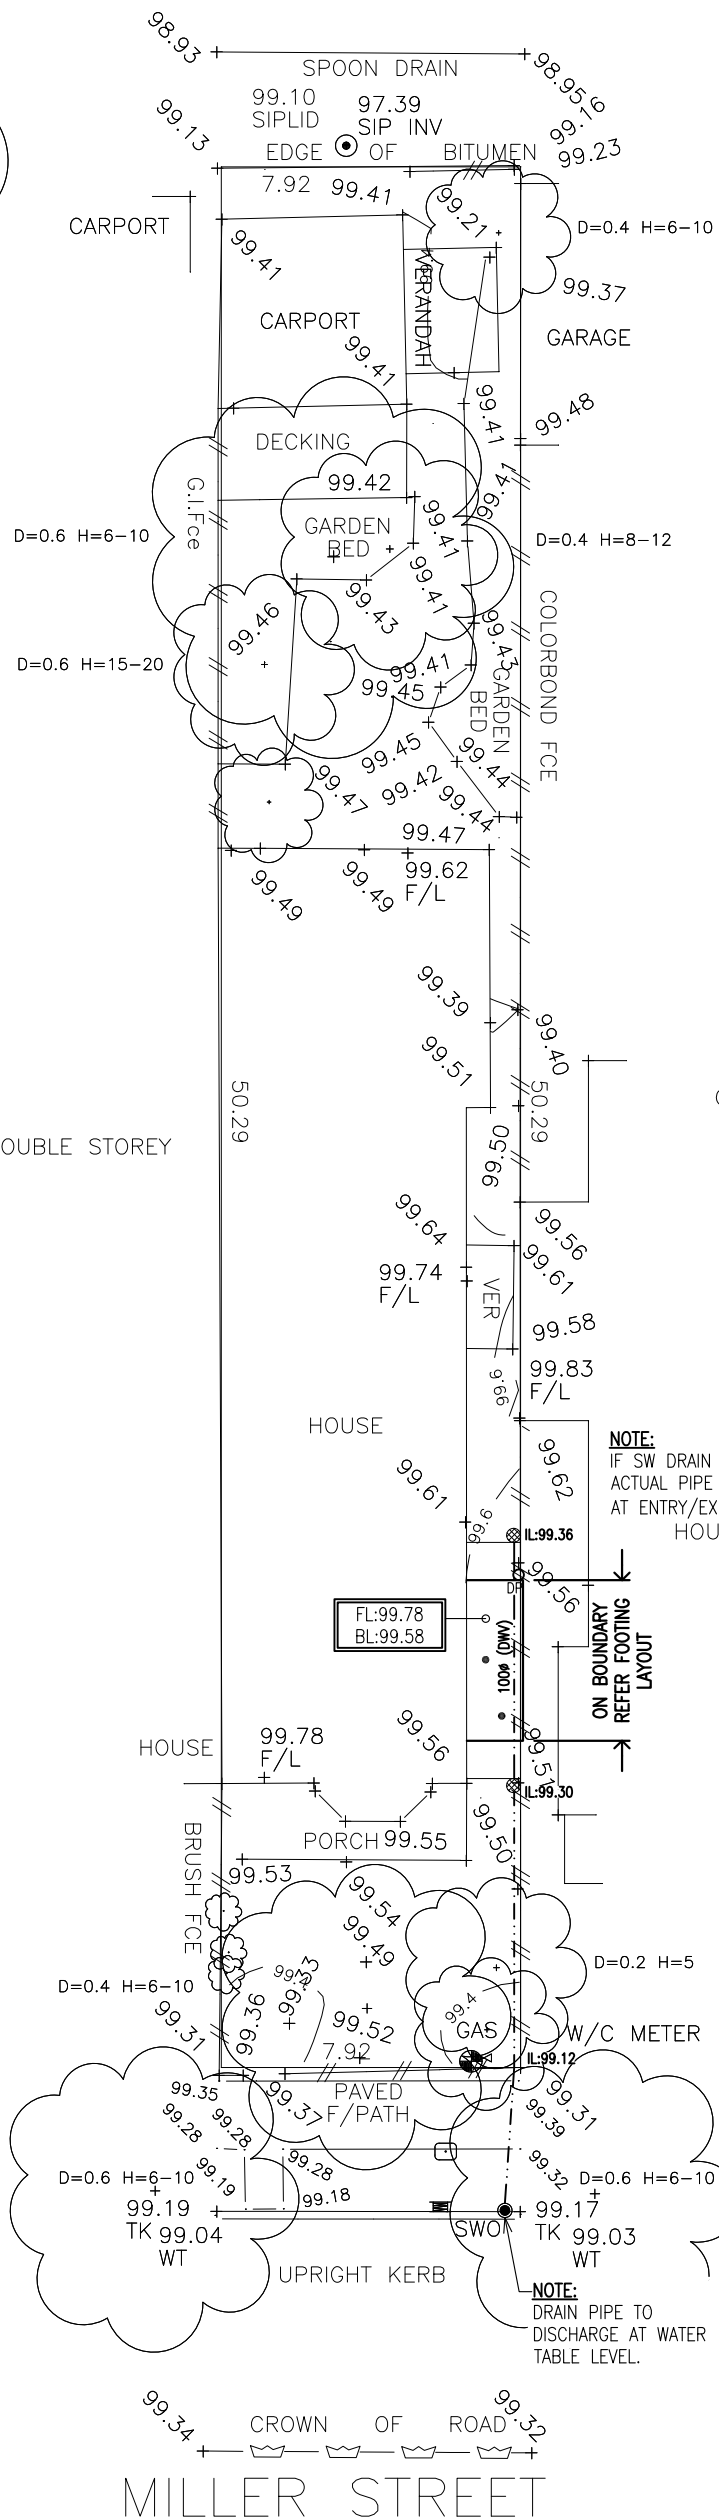 98.93
SPOON DRAIN
98.95
99.10
SIPLID
97.39
SIP INV
99.13
99.16
99.23
EDGE OF BITUMEN
7.92
99.41
99.21
CARPORT
D=0.4 H=6-10
99.41
VERANDAH
99.37
CARPORT
GARAGE
99.41
99.41
99.48
DECKING
G.I.Fce
99.42
99.41
GARDEN
BED
99.41
D=0.6 H=6-10
D=0.4 H=8-12
99.41
99.43
99.46
COLORBOND FCE
99.43
D=0.6 H=15-20
99.41
99.45
GARDEN
BED
99.45
99.44
99.47
99.42
99.44
99.47
99.62
F/L
99.49
99.49
99.39
99.40
99.51
50.29
50.29
OUBLE STOREY
99.50
99.64
99.56
99.61
99.74
F/L
VER
99.58
99.83
F/L
99.6
HOUSE
NOTE:
IF SW DRAIN
ACTUAL PIPE
AT ENTRY/EX
HOU
99.62
99.61
99.6
IL:99.36
99.56
DP
FL:99.78
BL:99.58
100ø (DWV)
ON BOUNDARY
REFER FOOTING
LAYOUT
HOUSE
99.78
F/L
99.56
99.51
IL:99.30
PORCH
99.55
99.50
BRUSH FCE
99.53
99.54
99.49
D=0.2 H=5
D=0.4 H=6-10
99.33
99.4
99.31
99.36
99.52
GAS
W/C METER
7.92
IL:99.12
99.35
99.37
PAVED
F/PATH
99.31
99.39
99.28
99.28
99.28
99.32
D=0.6 H=6-10
99.19
99.18
D=0.6 H=6-10
99.19
TK
99.04
WT
SWO
99.17
TK
99.03
WT
UPRIGHT KERB
NOTE:
DRAIN PIPE TO
DISCHARGE AT WATER
TABLE LEVEL.
99.34
CROWN OF ROAD
99.32
MILLER STREET